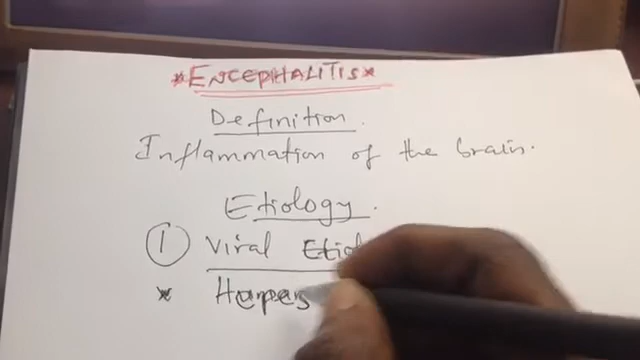 *ENCEPHALITIS*
Definition.
Inflammation of the brain.
Etiology.
1 Viral
* Herpes